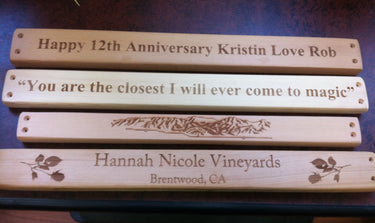 Happy 12th Anniversary Kristin Love Rob
“You are the closest I will ever come to magic”
Hannah Nicole Vineyards
Brentwood, CA